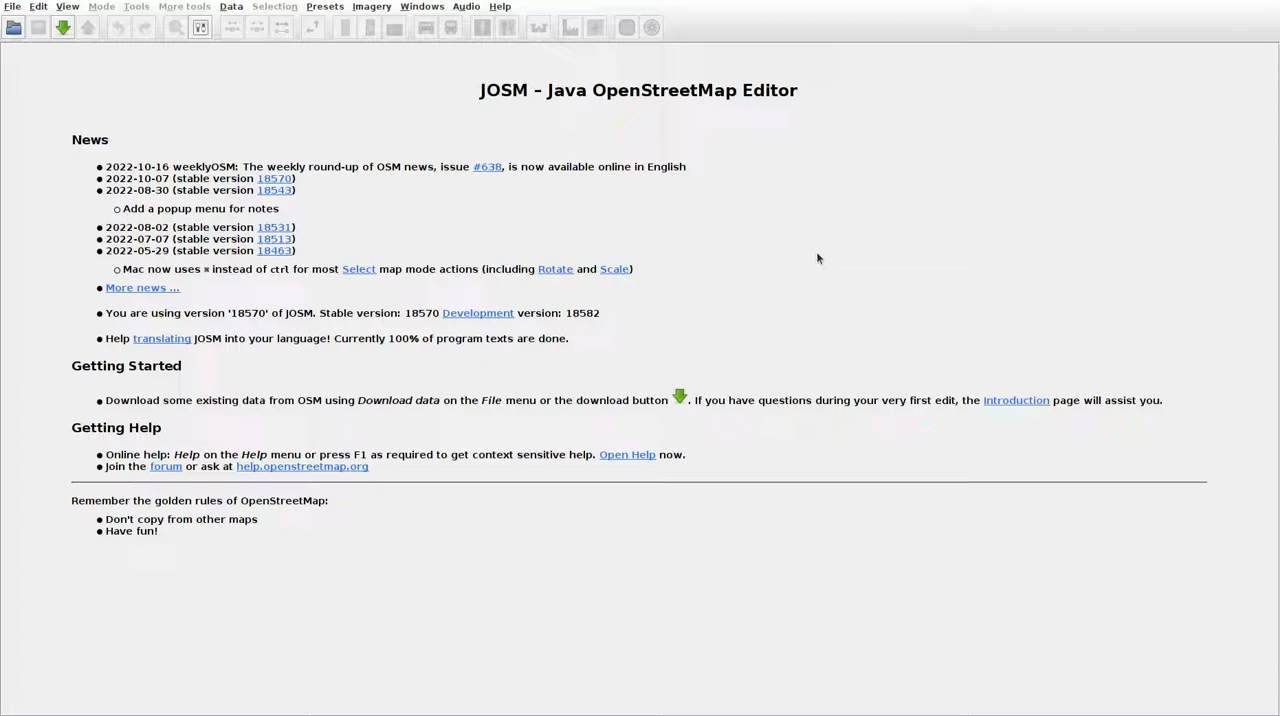 File Edit View Mode Tools More tools Data Selection Presets Imagery Windows Audio Help
JOSM – Java OpenStreetMap Editor
News
● 2022-10-16 weeklyOSM: The weekly round-up of OSM news, issue #638, is now available online in English
● 2022-10-07 (stable version 18570)
● 2022-08-30 (stable version 18543)
○ Add a popup menu for notes
● 2022-08-02 (stable version 18531)
● 2022-07-07 (stable version 18513)
● 2022-05-29 (stable version 18463)
○ Mac now uses ⌘ instead of ctrl for most Select map mode actions (including Rotate and Scale)
● More news ...
● You are using version '18570' of JOSM. Stable version: 18570 Development version: 18582
● Help translating JOSM into your language! Currently 100% of program texts are done.
Getting Started
● Download some existing data from OSM using Download data on the File menu or the download button . If you have questions during your very first edit, the Introduction page will assist you.
Getting Help
● Online help: Help on the Help menu or press F1 as required to get context sensitive help. Open Help now.
● Join the forum or ask at help.openstreetmap.org
Remember the golden rules of OpenStreetMap:
● Don't copy from other maps
● Have fun!